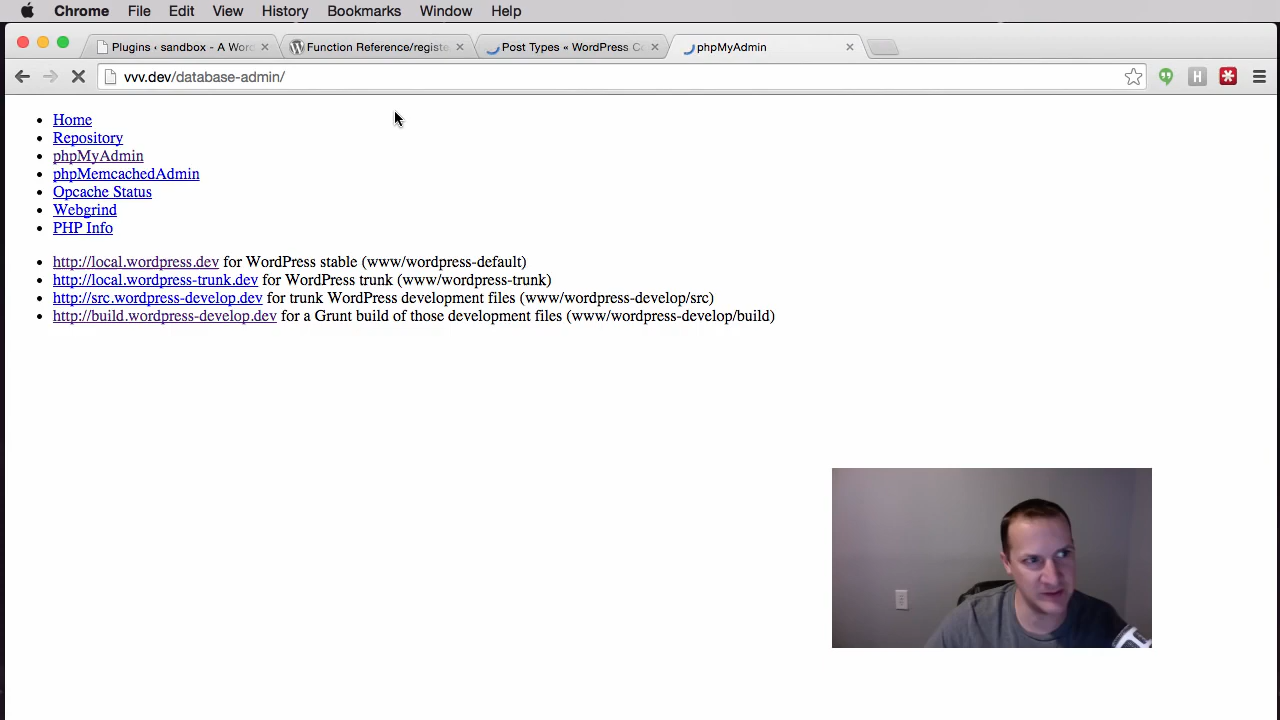 Chrome File Edit View History Bookmarks Window Help
Plugins ‹ sandbox - A Wor
Function Reference/registe
Post Types « WordPress C
phpMyAdmin
vvv.dev/database-admin/
H
Home
Repository
phpMyAdmin
phpMemcachedAdmin
Opcache Status
Webgrind
PHP Info
http://local.wordpress.dev for WordPress stable (www/wordpress-default)
http://local.wordpress-trunk.dev for WordPress trunk (www/wordpress-trunk)
http://src.wordpress-develop.dev for trunk WordPress development files (www/wordpress-develop/src)
http://build.wordpress-develop.dev for a Grunt build of those development files (www/wordpress-develop/build)